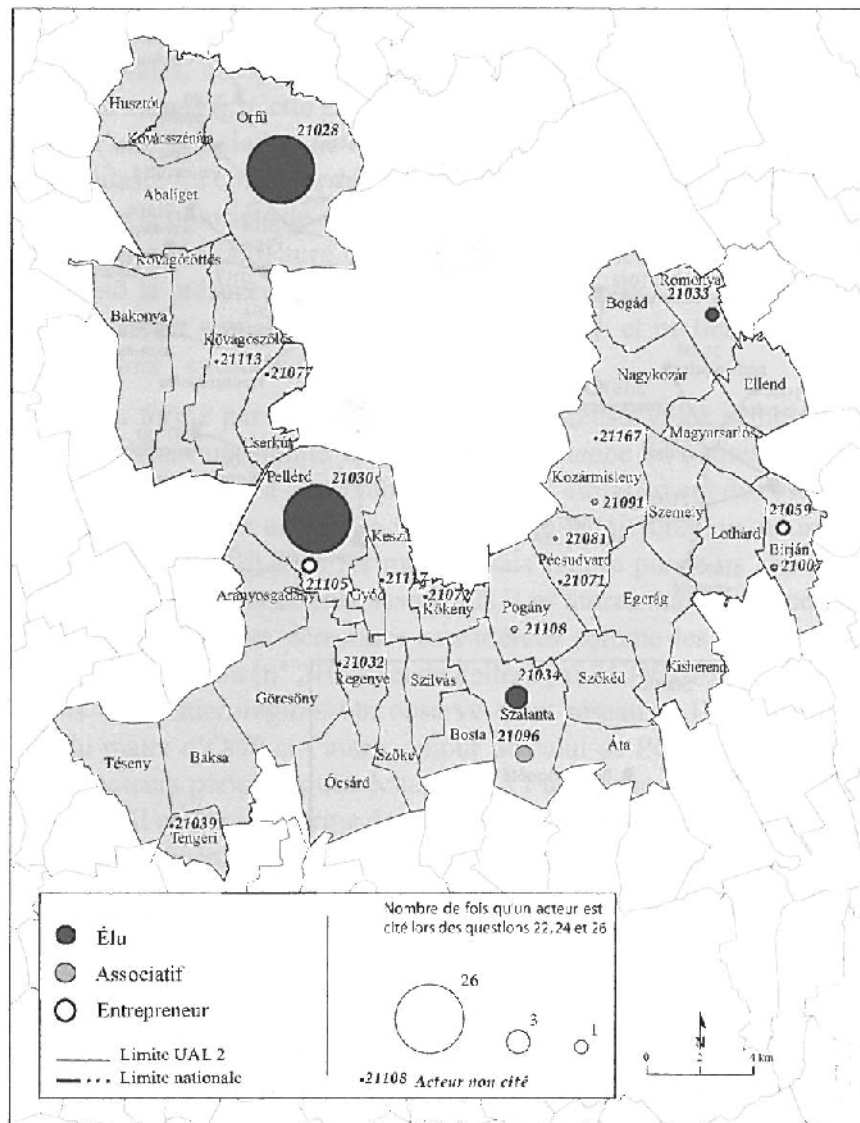 Husztót
Orfű
21028
Kovácsszénája
Abaliget
Kővágótöttös
Bakonya
Kővágószőlős
21113
21077
Cserkút
Romonya
21033
Bogád
Nagykozár
Ellend
Magyarsarlós
21167
Kozármisleny
21091
Szemely
Lothárd
21059
Birján
21007
Pellérd
21030
Keszü
21081
Pécsudvard
21071
Aranyosgadány
21105
Gyód
21117
21072
Kökény
Pogány
21108
Egerág
Kisherend
21032
Regenye
Szilvás
21034
Szalanta
Szőkéd
Görcsöny
Bosta
21096
Áta
Téseny
Baksa
Szőke
Ócsárd
21039
Tengeri
Élu
Associatif
Entrepreneur
Limite UAL 2
Limite nationale
Nombre de fois qu'un acteur est
cité lors des questions 22,24 et 26
26
3
1
21108 Acteur non cité
N
0 2 4 km